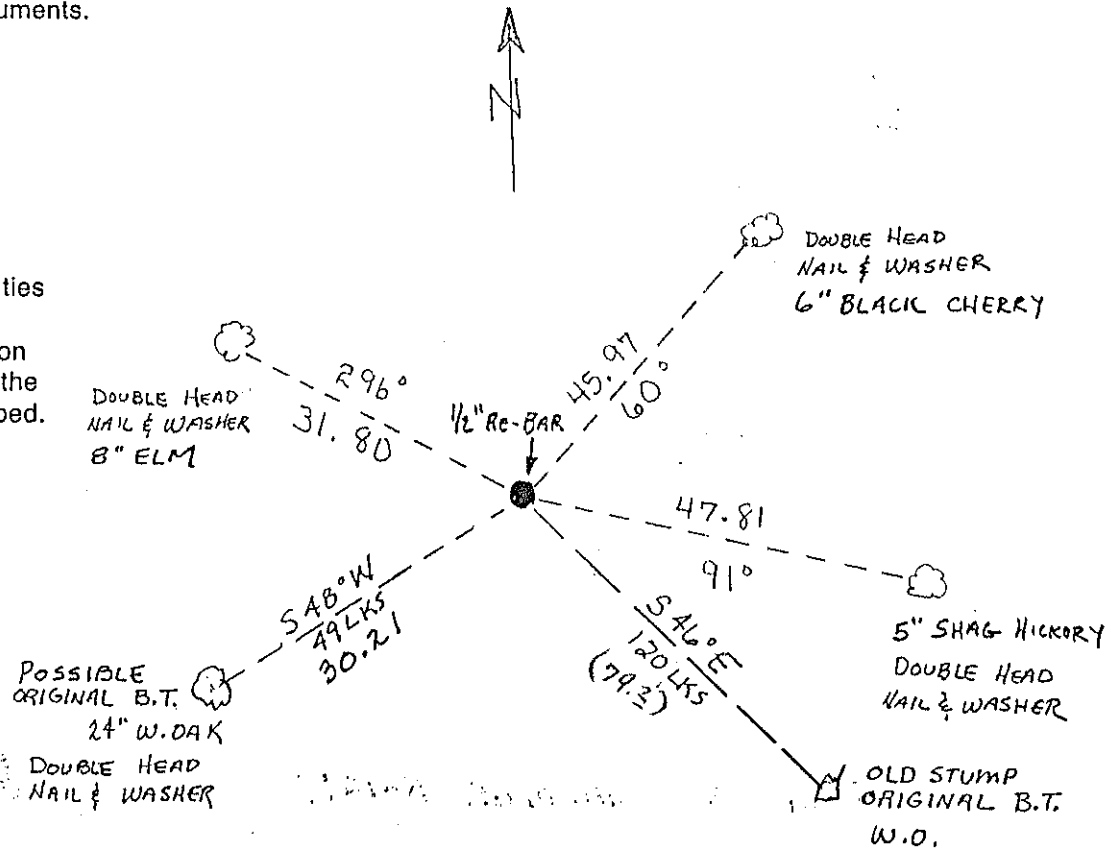 uments.
N
ties
on
the
bed.
DOUBLE HEAD
NAIL & WASHER
6" BLACK CHERRY
45.97
60°
296°
31.80
DOUBLE HEAD
NAIL & WASHER
8" ELM
1/2" Re-BAR
47.81
91°
5" SHAG HICKORY
DOUBLE HEAD
NAIL & WASHER
S 48° W
49 LKS
30.21
POSSIBLE
ORIGINAL B.T.
24" W.OAK
DOUBLE HEAD
NAIL & WASHER
S 46° E
120 LKS
(79.2)
OLD STUMP
ORIGINAL B.T.
W.O.